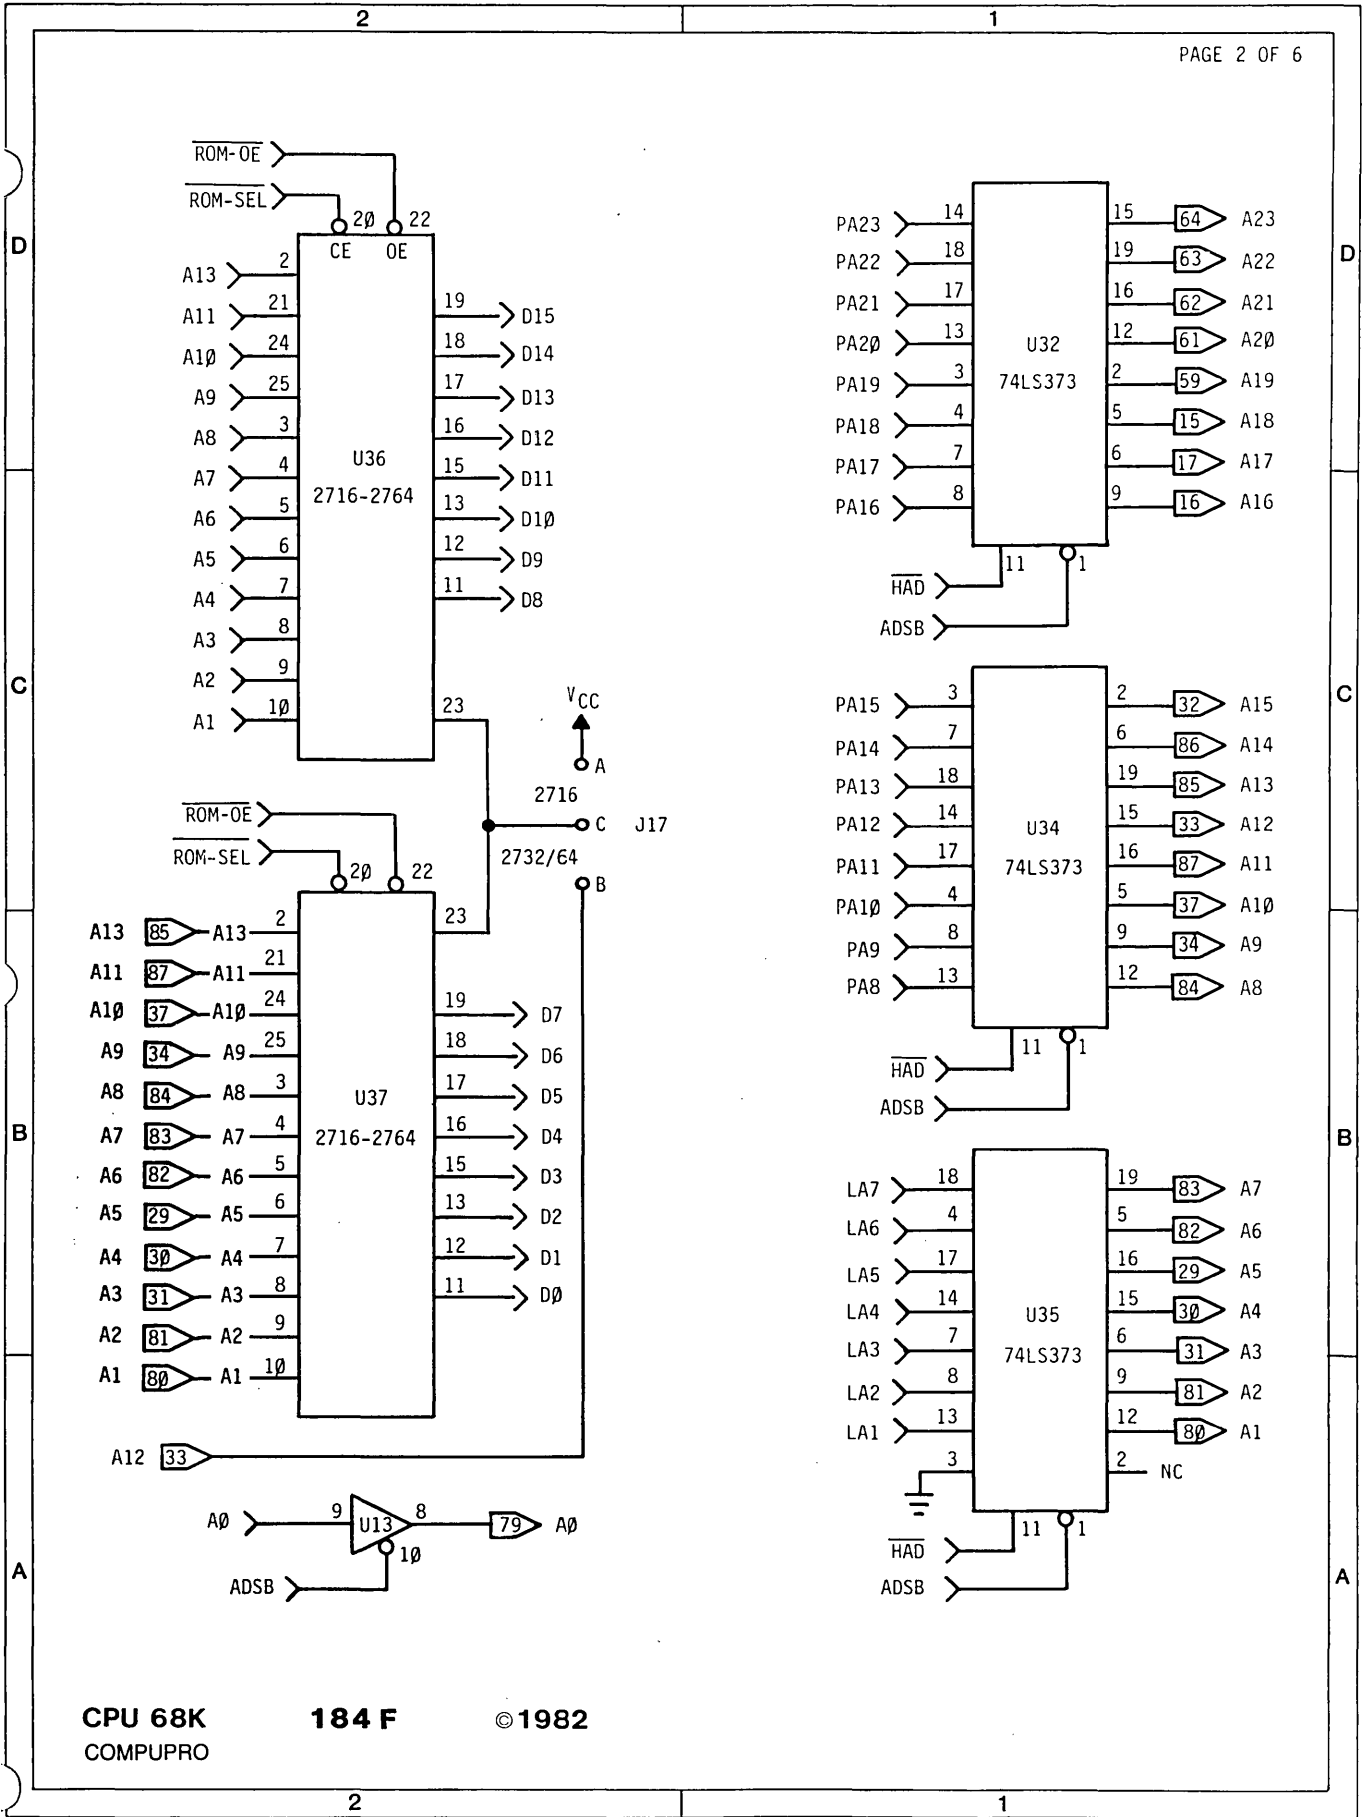 2 1
PAGE 2 OF 6
D D
C C
B B
A A
ROM-OE
ROM-SEL
20 22
CE OE
A13 2
A11 21
A1Ø 24
A9 25
A8 3
A7 4
A6 5
A5 6
A4 7
A3 8
A2 9
A1 1Ø
U36
2716-2764
19 D15
18 D14
17 D13
16 D12
15 D11
13 D1Ø
12 D9
11 D8
23
VCC
A
2716
C J17
2732/64
B
ROM-OE
ROM-SEL
2Ø 22
A13 85 A13 2
A11 87 A11 21
A1Ø 37 A1Ø 24
A9 34 A9 25
A8 84 A8 3
A7 83 A7 4
A6 82 A6 5
A5 29 A5 6
A4 3Ø A4 7
A3 31 A3 8
A2 81 A2 9
A1 8Ø A1 1Ø
U37
2716-2764
23
19 D7
18 D6
17 D5
16 D4
15 D3
13 D2
12 D1
11 DØ
A12 33
AØ 9 U13 8 79 AØ
1Ø
ADSB
PA23 14 15 64 A23
PA22 18 19 63 A22
PA21 17 16 62 A21
PA2Ø 13 12 61 A2Ø
PA19 3 2 59 A19
PA18 4 5 15 A18
PA17 7 6 17 A17
PA16 8 9 16 A16
U32
74LS373
11 1
HAD
ADSB
PA15 3 2 32 A15
PA14 7 6 86 A14
PA13 18 19 85 A13
PA12 14 15 33 A12
PA11 17 16 87 A11
PA1Ø 4 5 37 A1Ø
PA9 8 9 34 A9
PA8 13 12 84 A8
U34
74LS373
11 1
HAD
ADSB
LA7 18 19 83 A7
LA6 4 5 82 A6
LA5 17 16 29 A5
LA4 14 15 3Ø A4
LA3 7 6 31 A3
LA2 8 9 81 A2
LA1 13 12 8Ø A1
3 2 NC
U35
74LS373
11 1
HAD
ADSB
CPU 68K 184 F ©1982
COMPUPRO
2 1